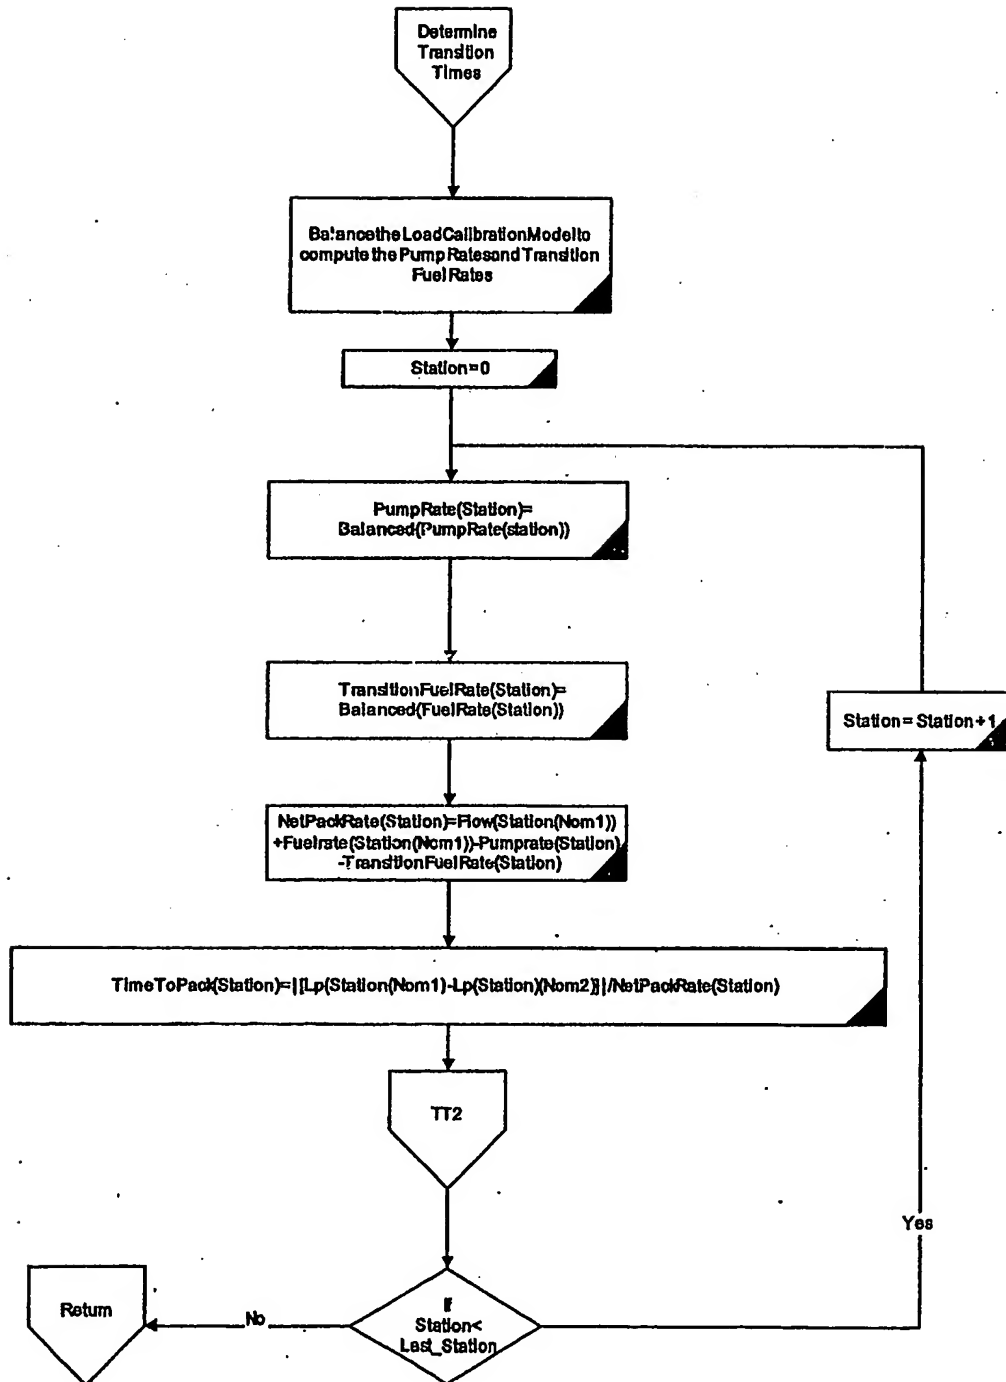 Determine
Transition
Times
BalancetheLoadCalibrationModelto
compute the Pump RatesandTransition
Fuel Rates
Station=0
PumpRate(Station)=
Balanced(PumpRate(station))
TransitionFuelRate(Station)=
Balanced(FuelRate(Station))
Station=Station+1
NetPackRate(Station)=Flow(Station(Nom1))
+Fuelrate(Station(Nom1))-Pumprate(Station)
-TransitionFuelRate(Station)
TimeToPack(Station)=|[Lp(Station(Nom1)-Lp(Station)(Nom2)]|/NetPackRate(Station)
TT2
Yes
If
Station<
Last_Station
No
Return